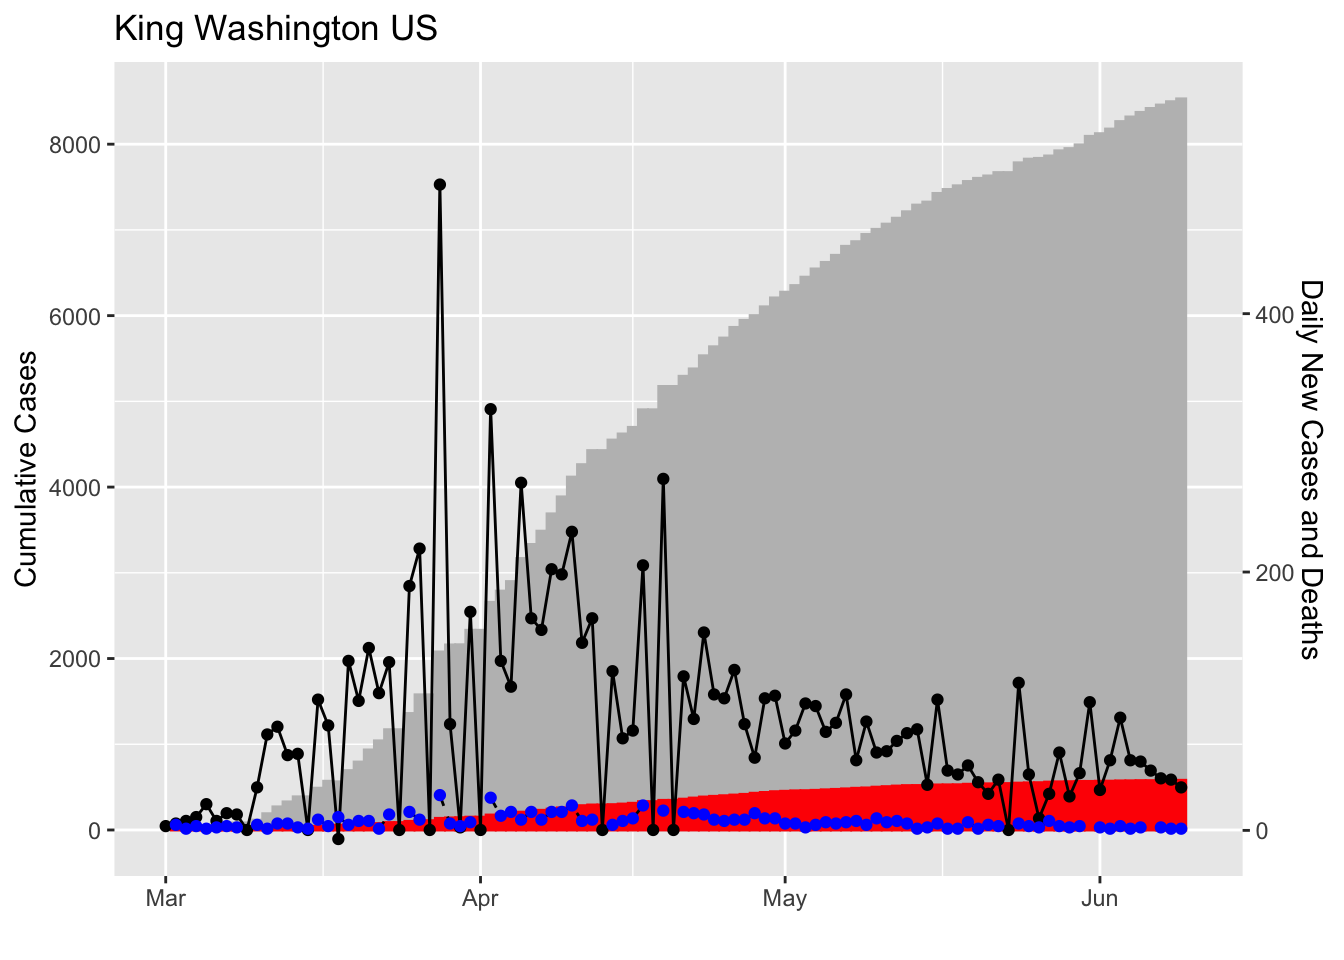 King Washington US
Cumulative Cases
8000
6000
4000
2000
0
400
200
0
Daily New Cases and Deaths
Mar
Apr
May
Jun